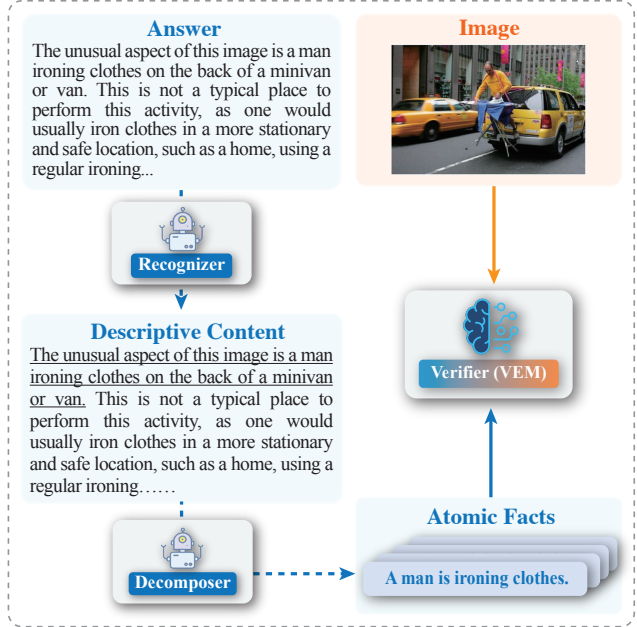 Answer
The unusual aspect of this image is a man
ironing clothes on the back of a minivan
or van. This is not a typical place to
perform this activity, as one would
usually iron clothes in a more stationary
and safe location, such as a home, using a
regular ironing...
Recognizer
Descriptive Content
The unusual aspect of this image is a man
ironing clothes on the back of a minivan
or van. This is not a typical place to
perform this activity, as one would
usually iron clothes in a more stationary
and safe location, such as a home, using a
regular ironing……
Decomposer
Image
Verifier (VEM)
Atomic Facts
A man is ironing clothes.